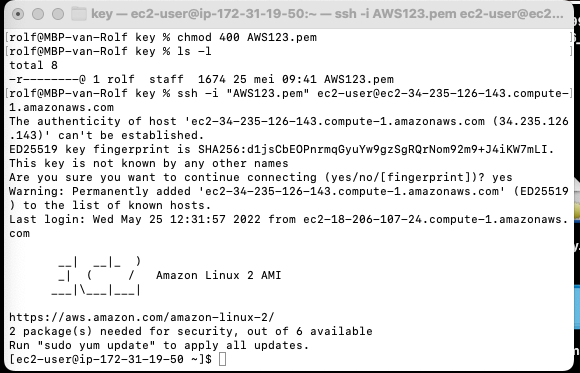 key — ec2-user@ip-172-31-19-50:~ — ssh -i AWS123.pem ec2-user@ec2...
[rolf@MBP-van-Rolf key % chmod 400 AWS123.pem ]
[rolf@MBP-van-Rolf key % ls -l ]
total 8
-r--------@ 1 rolf  staff  1674 25 mei 09:41 AWS123.pem
[rolf@MBP-van-Rolf key % ssh -i "AWS123.pem" ec2-user@ec2-34-235-126-143.compute-]
1.amazonaws.com
The authenticity of host 'ec2-34-235-126-143.compute-1.amazonaws.com (34.235.126
.143)' can't be established.
ED25519 key fingerprint is SHA256:d1jsCbEOPnrmqGyuYw9gzSgRQrNom92m9+J4iKW7mLI.
This key is not known by any other names
Are you sure you want to continue connecting (yes/no/[fingerprint])? yes
Warning: Permanently added 'ec2-34-235-126-143.compute-1.amazonaws.com' (ED25519
) to the list of known hosts.
Last login: Wed May 25 12:31:57 2022 from ec2-18-206-107-24.compute-1.amazonaws.
com
       __|  __|_  )
       _|  (     /   Amazon Linux 2 AMI
      ___|\___|___|
https://aws.amazon.com/amazon-linux-2/
2 package(s) needed for security, out of 6 available
Run "sudo yum update" to apply all updates.
[ec2-user@ip-172-31-19-50 ~]$